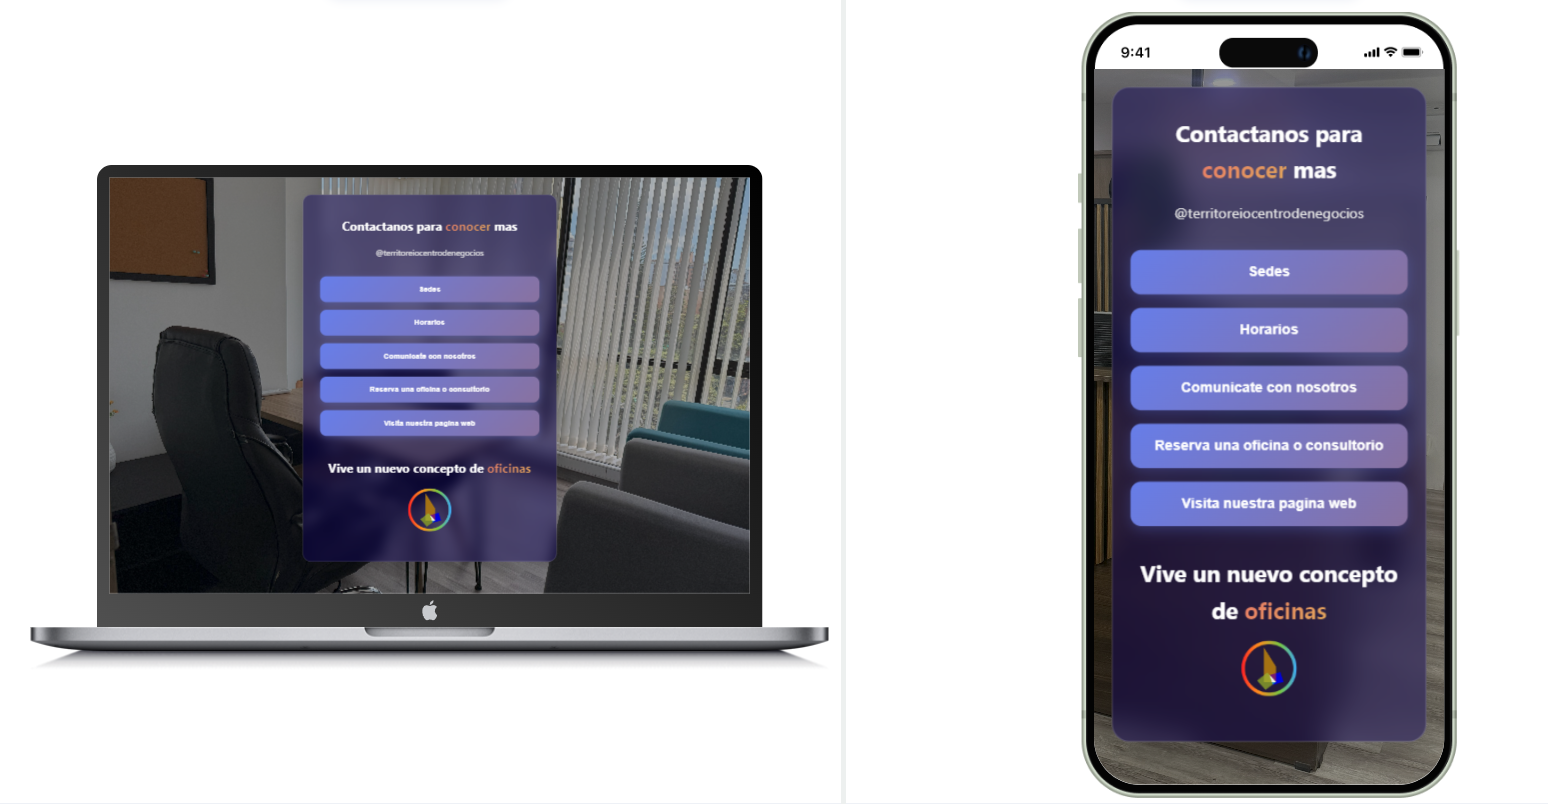 Contactanos para conocer mas
@territoreiocentrodenegocios
Sedes
Horarios
Comunicate con nosotros
Reserva una oficina o consultorio
Visita nuestra pagina web
Vive un nuevo concepto de oficinas
9:41
Contactanos para
conocer mas
@territoreiocentrodenegocios
Sedes
Horarios
Comunicate con nosotros
Reserva una oficina o consultorio
Visita nuestra pagina web
Vive un nuevo concepto
de oficinas